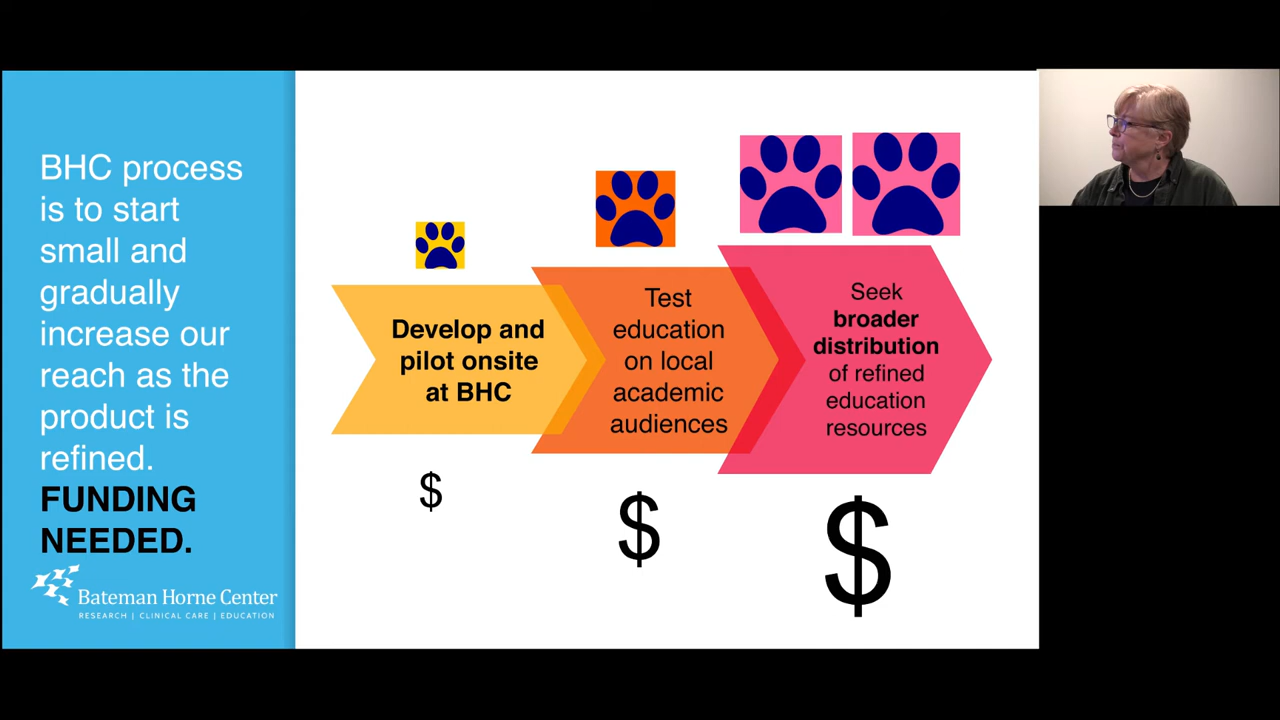 BHC process
is to start
small and
gradually
increase our
reach as the
product is
refined.
FUNDING
NEEDED.
Bateman Horne Center
RESEARCH | CLINICAL CARE | EDUCATION
Develop and
pilot onsite
at BHC
$
Test
education
on local
academic
audiences
$
Seek
broader
distribution
of refined
education
resources
$